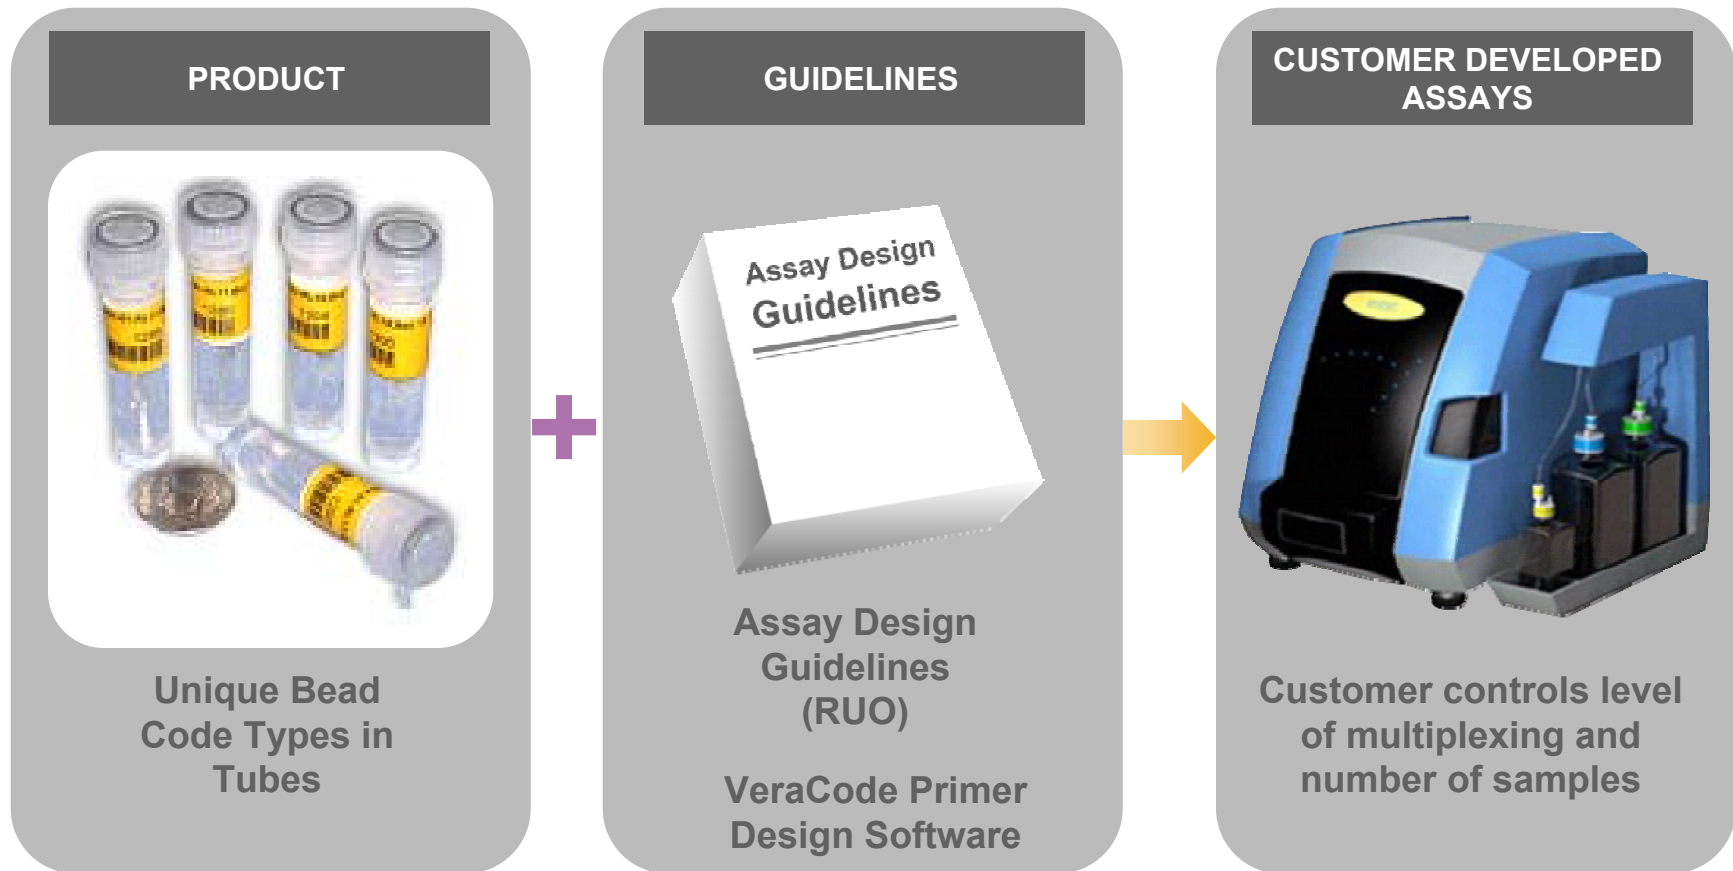 PRODUCT
Unique Bead
Code Types in
Tubes
GUIDELINES
Assay Design
Guidelines
Assay Design
Guidelines
(RUO)
VeraCode Primer
Design Software
CUSTOMER DEVELOPED
ASSAYS
Customer controls level
of multiplexing and
number of samples